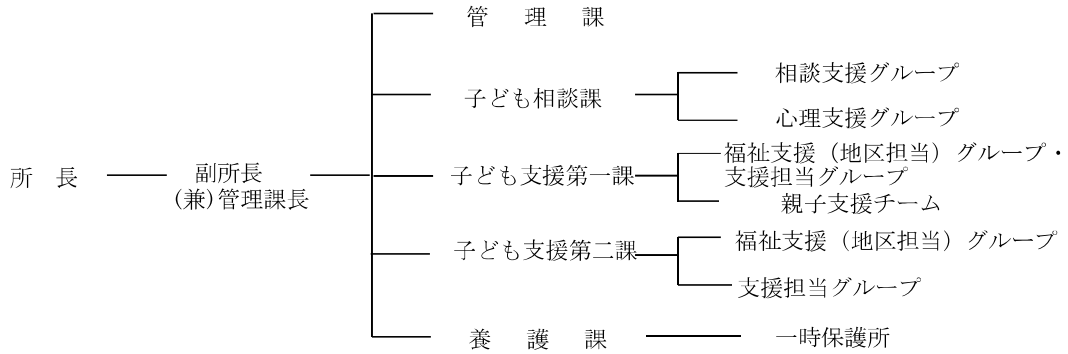 所　長
副所長
(兼)管理課長
管　理　課
子ども相談課
相談支援グループ
心理支援グループ
子ども支援第一課
福祉支援（地区担当）グループ・
支援担当グループ
親子支援チーム
子ども支援第二課
福祉支援（地区担当）グループ
支援担当グループ
養　護　課
一時保護所